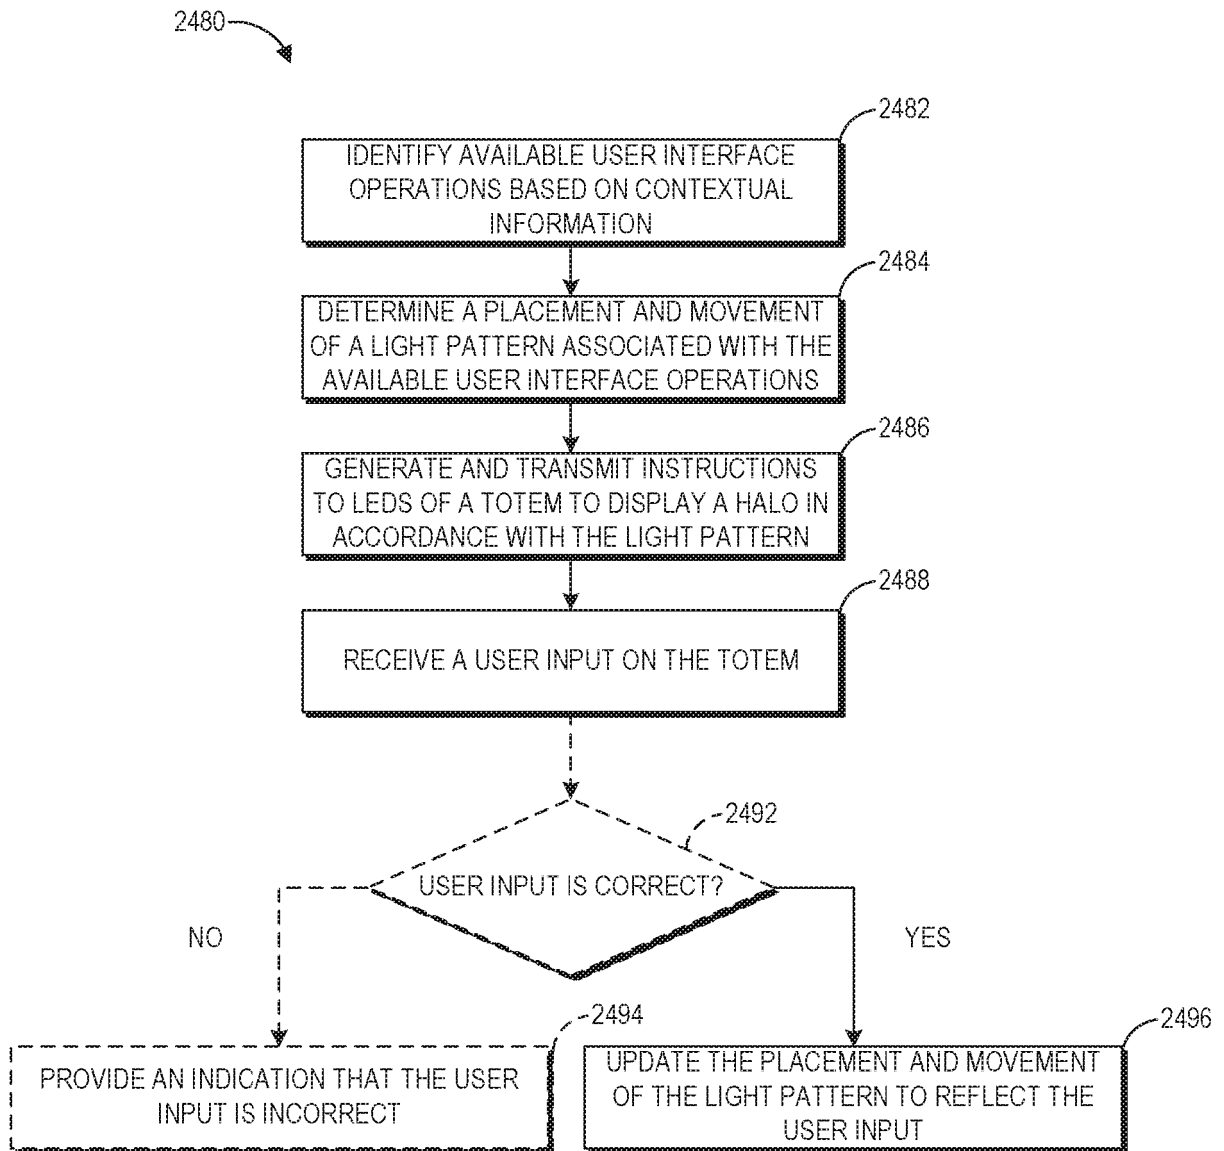 2480
2482
IDENTIFY AVAILABLE USER INTERFACE
OPERATIONS BASED ON CONTEXTUAL
INFORMATION
2484
DETERMINE A PLACEMENT AND MOVEMENT
OF A LIGHT PATTERN ASSOCIATED WITH THE
AVAILABLE USER INTERFACE OPERATIONS
2486
GENERATE AND TRANSMIT INSTRUCTIONS
TO LEDS OF A TOTEM TO DISPLAY A HALO IN
ACCORDANCE WITH THE LIGHT PATTERN
2488
RECEIVE A USER INPUT ON THE TOTEM
2492
USER INPUT IS CORRECT?
NO
YES
2494
PROVIDE AN INDICATION THAT THE USER
INPUT IS INCORRECT
2496
UPDATE THE PLACEMENT AND MOVEMENT
OF THE LIGHT PATTERN TO REFLECT THE
USER INPUT